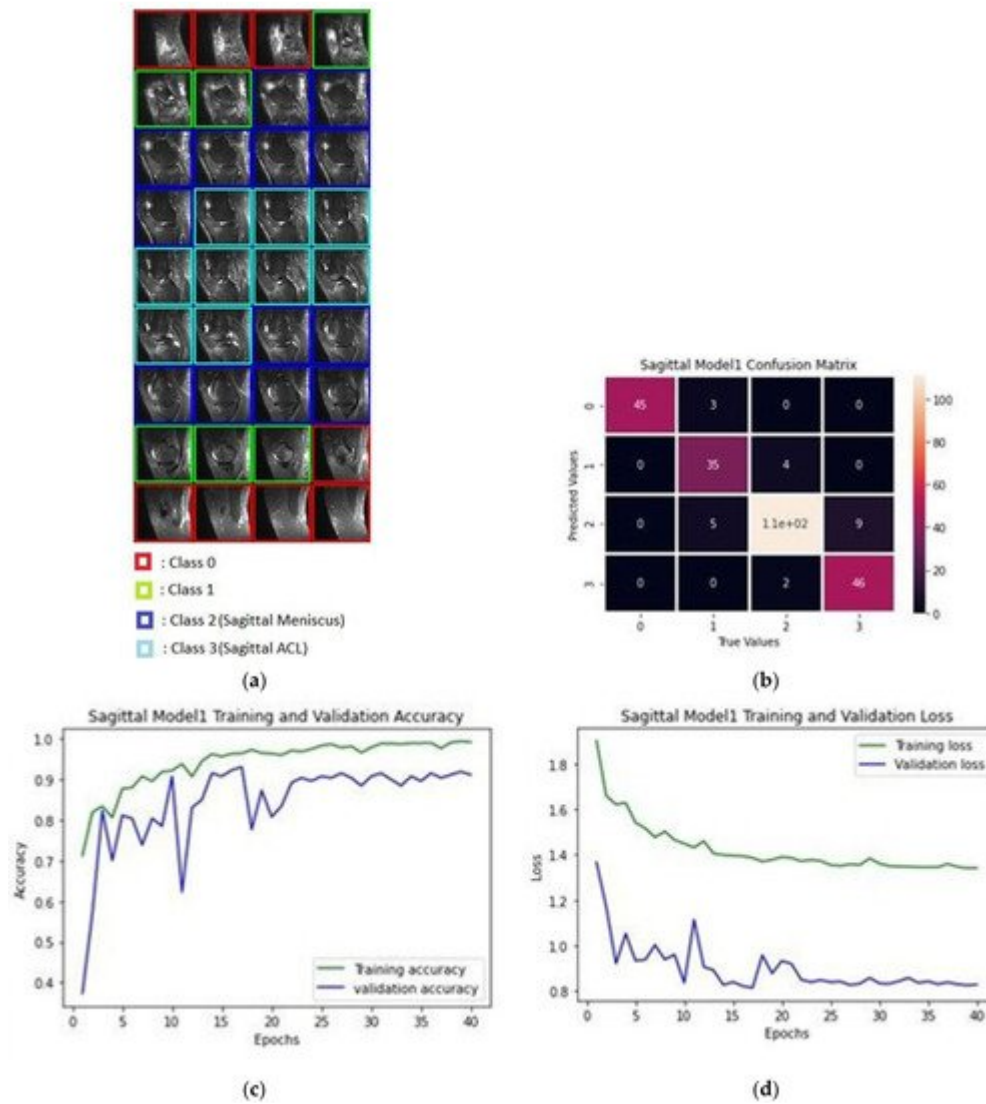 : Class 0
: Class 1
: Class 2(Sagittal Meniscus)
: Class 3(Sagittal ACL)
(a)
Sagittal Model1 Confusion Matrix
Predicted Values
0
1
2
3
45 3 0 0
0 35 4 0
0 5 1.1e+02 9
0 0 2 46
0 1 2 3
True Values
100
80
60
40
20
0
(b)
Sagittal Model1 Training and Validation Accuracy
Accuracy
1.0
0.9
0.8
0.7
0.6
0.5
0.4
Training accuracy
validation accuracy
0 5 10 15 20 25 30 35 40
Epochs
(c)
Sagittal Model1 Training and Validation Loss
Loss
1.8
1.6
1.4
1.2
1.0
0.8
Training loss
Validation loss
0 5 10 15 20 25 30 35 40
Epochs
(d)